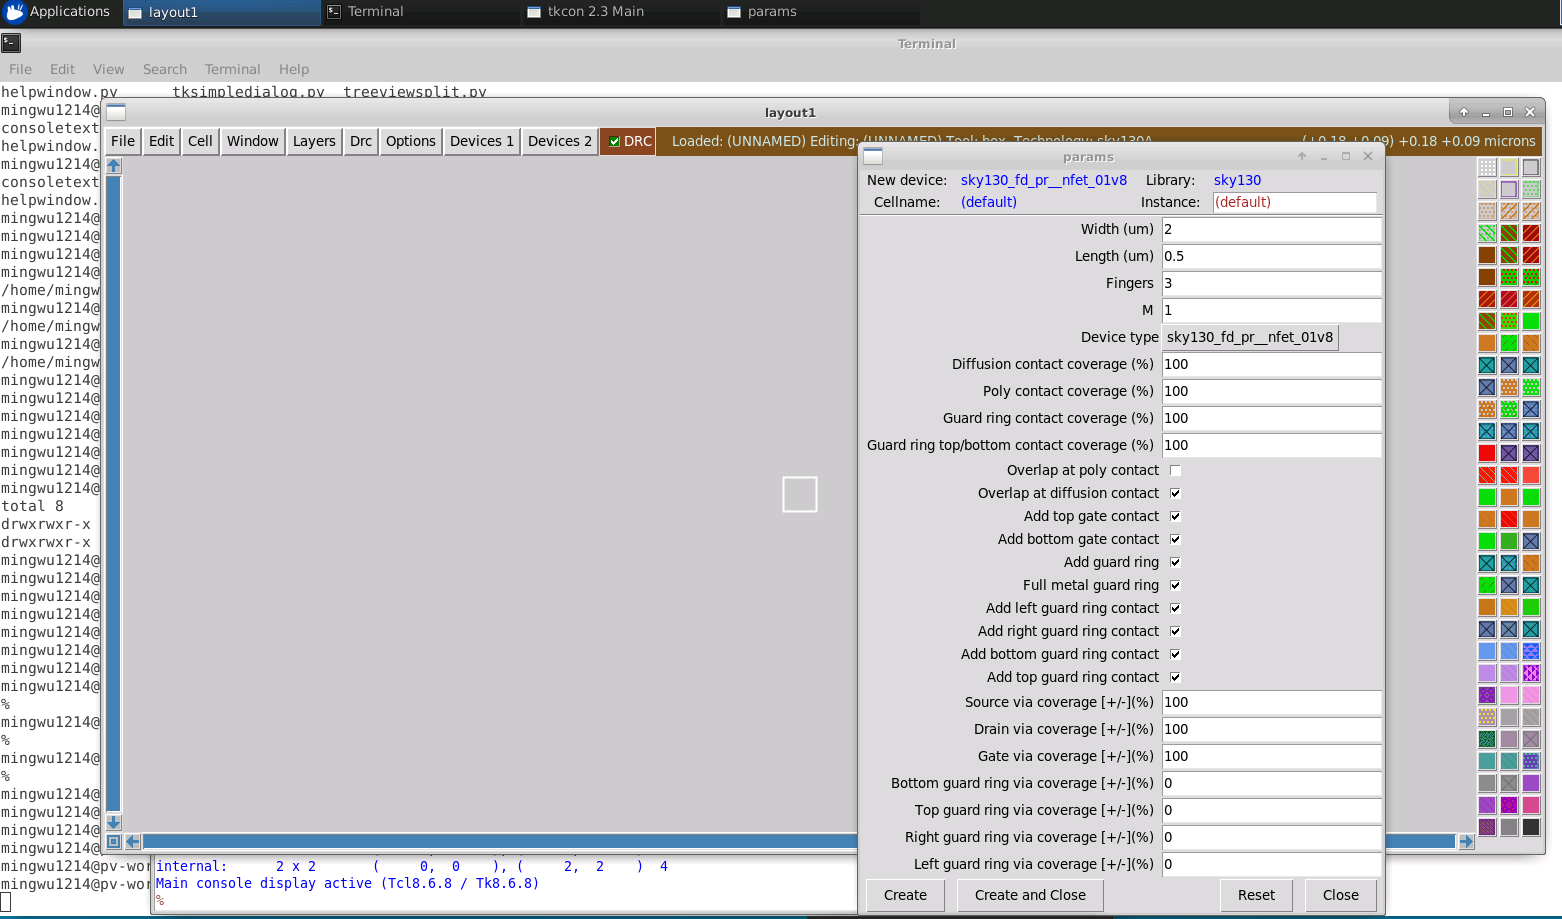 Applications layout1 Terminal tkcon 2.3 Main params
Terminal
File Edit View Search Terminal Help
helpwindow.py tksimpledialog.py treeviewsplit.py
mingwu1214@
layout1
consoletext
File Edit Cell Window Layers Drc Options Devices 1 Devices 2 DRC Loaded: (UNNAMED) Editing: (UNNAMED) Tool: box Technology: sky130A (+0.18 +0.09) +0.18 +0.09 microns
helpwindow.
params
mingwu1214@
consoletext
New device: sky130_fd_pr__nfet_01v8 Library: sky130
helpwindow.
Cellname: (default) Instance: (default)
mingwu1214@
Width (um) 2
mingwu1214@
Length (um) 0.5
mingwu1214@
mingwu1214@
Fingers 3
/home/mingw
mingwu1214@
M 1
/home/mingw
Device type sky130_fd_pr__nfet_01v8
mingwu1214@
/home/mingw
Diffusion contact coverage (%) 100
mingwu1214@
Poly contact coverage (%) 100
mingwu1214@
mingwu1214@
Guard ring contact coverage (%) 100
mingwu1214@
Guard ring top/bottom contact coverage (%) 100
mingwu1214@
mingwu1214@
Overlap at poly contact
mingwu1214@
Overlap at diffusion contact
total 8
Add top gate contact
drwxrwxr-x
Add bottom gate contact
drwxrwxr-x
mingwu1214@
Add guard ring
mingwu1214@
Full metal guard ring
mingwu1214@
Add left guard ring contact
mingwu1214@
Add right guard ring contact
mingwu1214@
mingwu1214@
Add bottom guard ring contact
mingwu1214@
Add top guard ring contact
mingwu1214@
%
Source via coverage [+/-](%) 100
mingwu1214@
Drain via coverage [+/-](%) 100
%
mingwu1214@
Gate via coverage [+/-](%) 100
%
Bottom guard ring via coverage [+/-](%) 0
mingwu1214@
Top guard ring via coverage [+/-](%) 0
mingwu1214@
mingwu1214@
Right guard ring via coverage [+/-](%) 0
mingwu1214@pv-wor
internal: 2 x 2 ( 0, 0 ), ( 2, 2 ) 4
Left guard ring via coverage [+/-](%) 0
mingwu1214@pv-wor
Main console display active (Tcl8.6.8 / Tk8.6.8)
%
Create Create and Close Reset Close